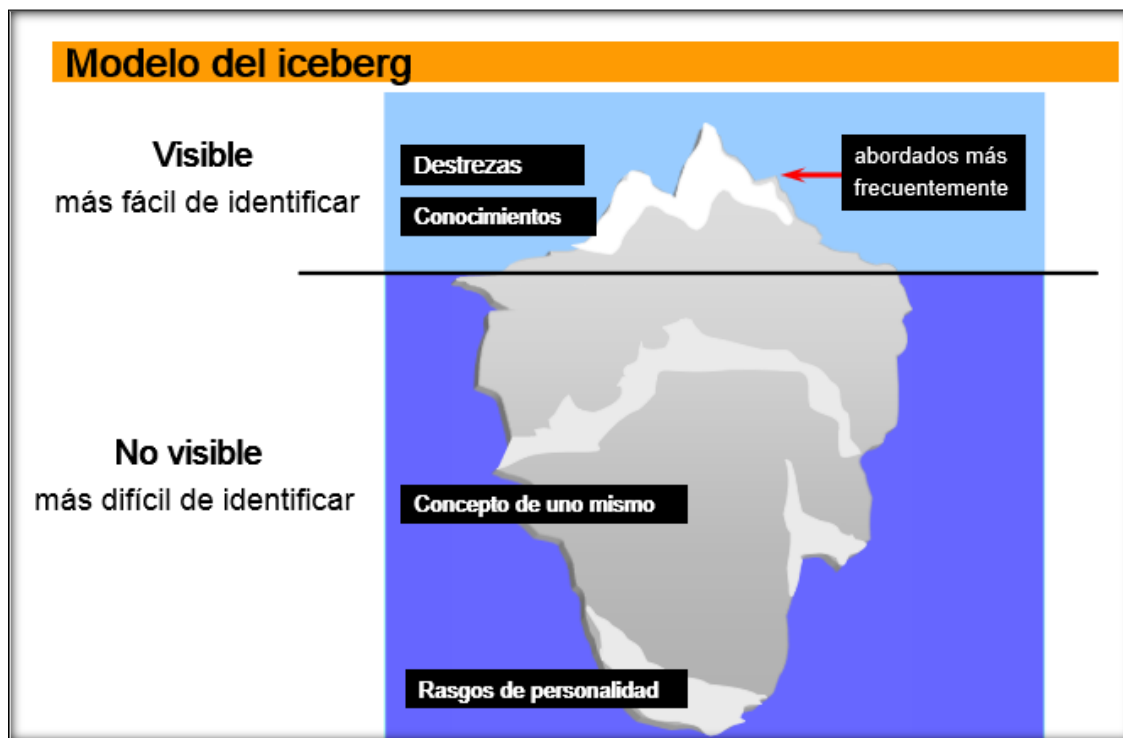 Modelo del iceberg
Visible
más fácil de identificar
Destrezas
Conocimientos
abordados más
frecuentemente
No visible
más difícil de identificar
Concepto de uno mismo
Rasgos de personalidad